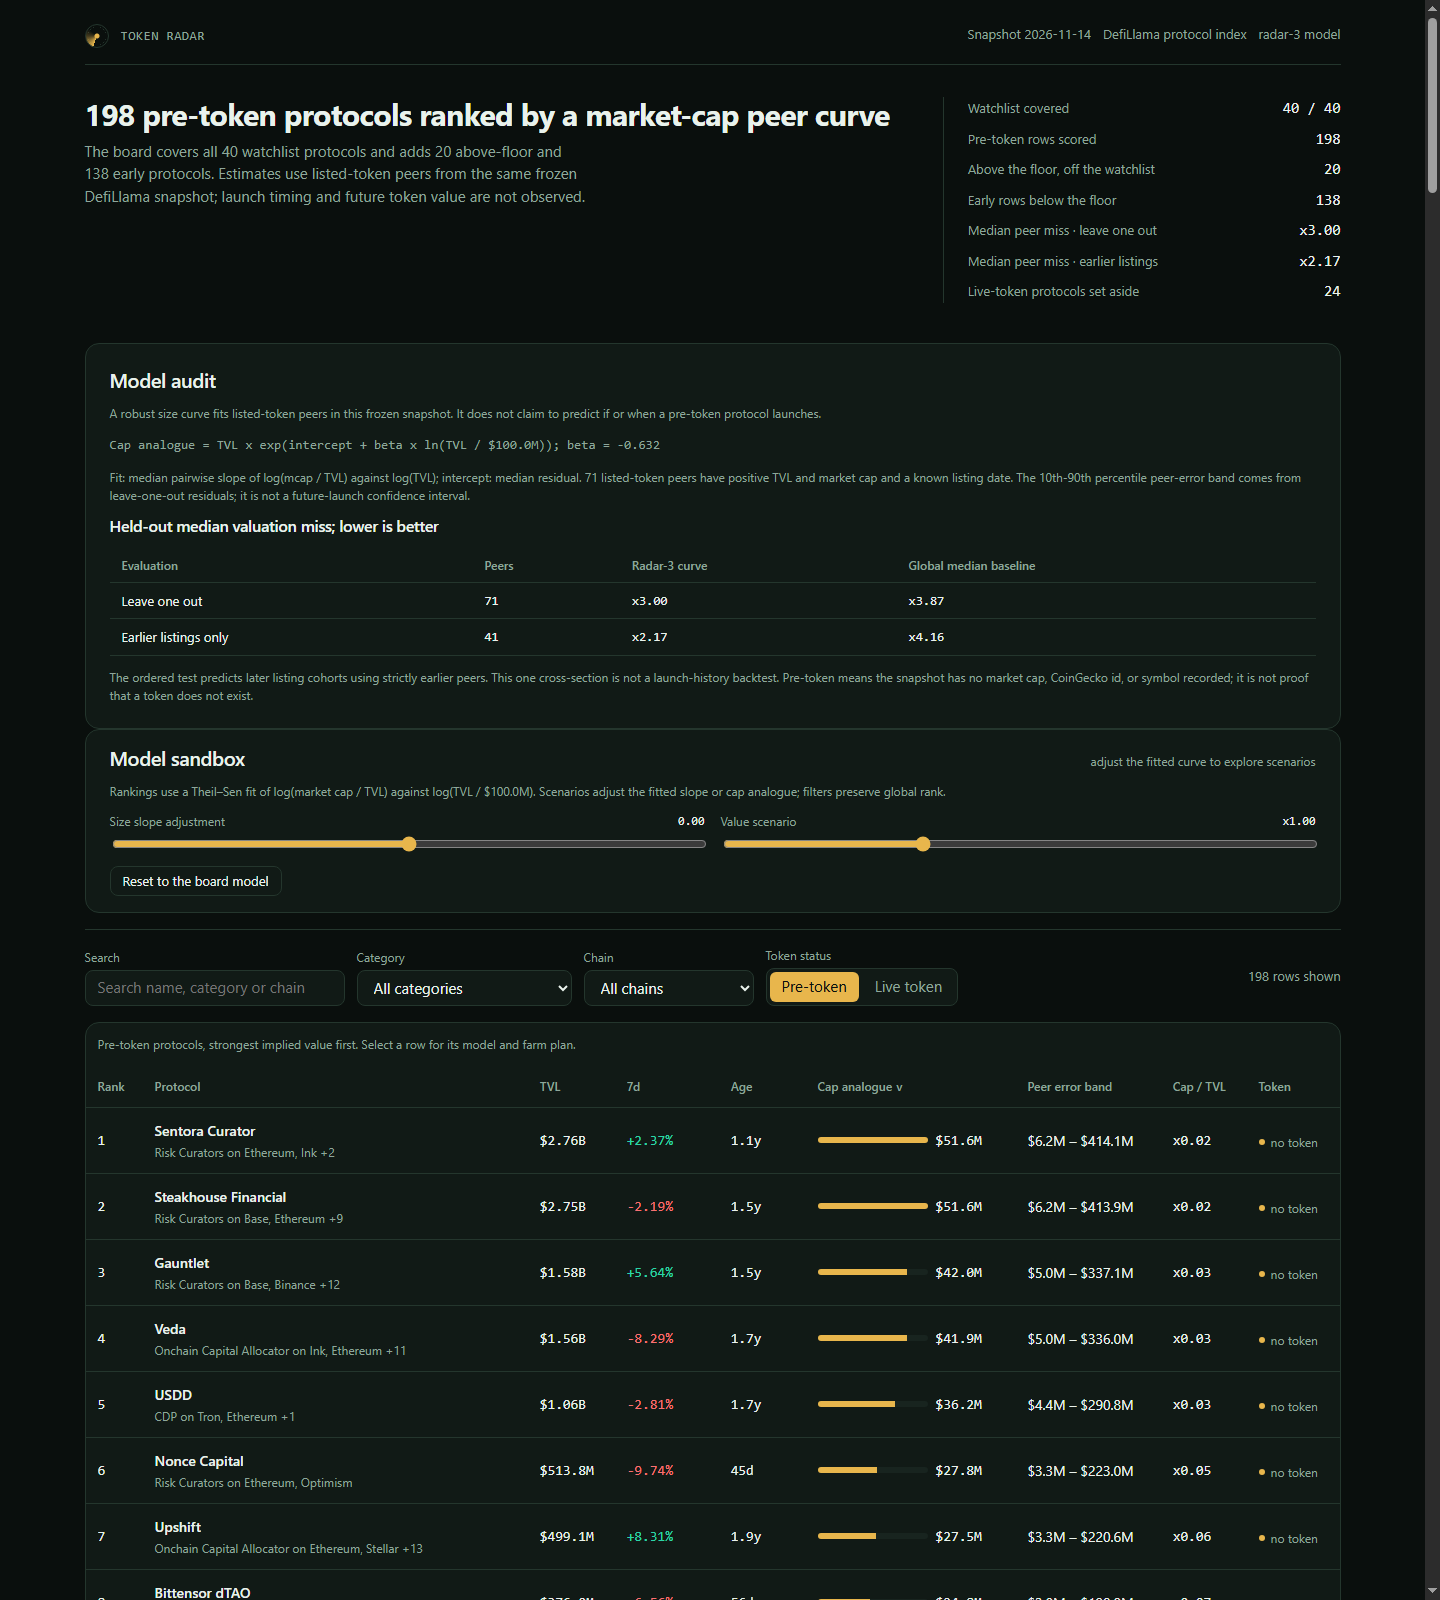 TOKEN RADAR
Snapshot 2026-11-14 DefiLlama protocol index radar-3 model
198 pre-token protocols ranked by a market-cap peer curve
The board covers all 40 watchlist protocols and adds 20 above-floor and
138 early protocols. Estimates use listed-token peers from the same frozen
DefiLlama snapshot; launch timing and future token value are not observed.
Watchlist covered 40 / 40
Pre-token rows scored 198
Above the floor, off the watchlist 20
Early rows below the floor 138
Median peer miss · leave one out x3.00
Median peer miss · earlier listings x2.17
Live-token protocols set aside 24
Model audit
A robust size curve fits listed-token peers in this frozen snapshot. It does not claim to predict if or when a pre-token protocol launches.
Cap analogue = TVL x exp(intercept + beta x ln(TVL / $100.0M)); beta = -0.632
Fit: median pairwise slope of log(mcap / TVL) against log(TVL); intercept: median residual. 71 listed-token peers have positive TVL and market cap and a known listing date. The 10th-90th percentile peer-error band comes from
leave-one-out residuals; it is not a future-launch confidence interval.
Held-out median valuation miss; lower is better
Evaluation Peers Radar-3 curve Global median baseline
Leave one out 71 x3.00 x3.87
Earlier listings only 41 x2.17 x4.16
The ordered test predicts later listing cohorts using strictly earlier peers. This one cross-section is not a launch-history backtest. Pre-token means the snapshot has no market cap, CoinGecko id, or symbol recorded; it is not proof
that a token does not exist.
Model sandbox
adjust the fitted curve to explore scenarios
Rankings use a Theil–Sen fit of log(market cap / TVL) against log(TVL / $100.0M). Scenarios adjust the fitted slope or cap analogue; filters preserve global rank.
Size slope adjustment 0.00 Value scenario x1.00
Reset to the board model
Search Category Chain Token status
Search name, category or chain All categories All chains Pre-token Live token 198 rows shown
Pre-token protocols, strongest implied value first. Select a row for its model and farm plan.
Rank Protocol TVL 7d Age Cap analogue v Peer error band Cap / TVL Token
1 Sentora Curator $2.76B +2.37% 1.1y $51.6M $6.2M – $414.1M x0.02 no token
Risk Curators on Ethereum, Ink +2
2 Steakhouse Financial $2.75B -2.19% 1.5y $51.6M $6.2M – $413.9M x0.02 no token
Risk Curators on Base, Ethereum +9
3 Gauntlet $1.58B +5.64% 1.5y $42.0M $5.0M – $337.1M x0.03 no token
Risk Curators on Base, Binance +12
4 Veda $1.56B -8.29% 1.7y $41.9M $5.0M – $336.0M x0.03 no token
Onchain Capital Allocator on Ink, Ethereum +11
5 USDD $1.06B -2.81% 1.7y $36.2M $4.4M – $290.8M x0.03 no token
CDP on Tron, Ethereum +1
6 Nonce Capital $513.8M -9.74% 45d $27.8M $3.3M – $223.0M x0.05 no token
Risk Curators on Ethereum, Optimism
7 Upshift $499.1M +8.31% 1.9y $27.5M $3.3M – $220.6M x0.06 no token
Onchain Capital Allocator on Ethereum, Stellar +13
Bittensor dTAO